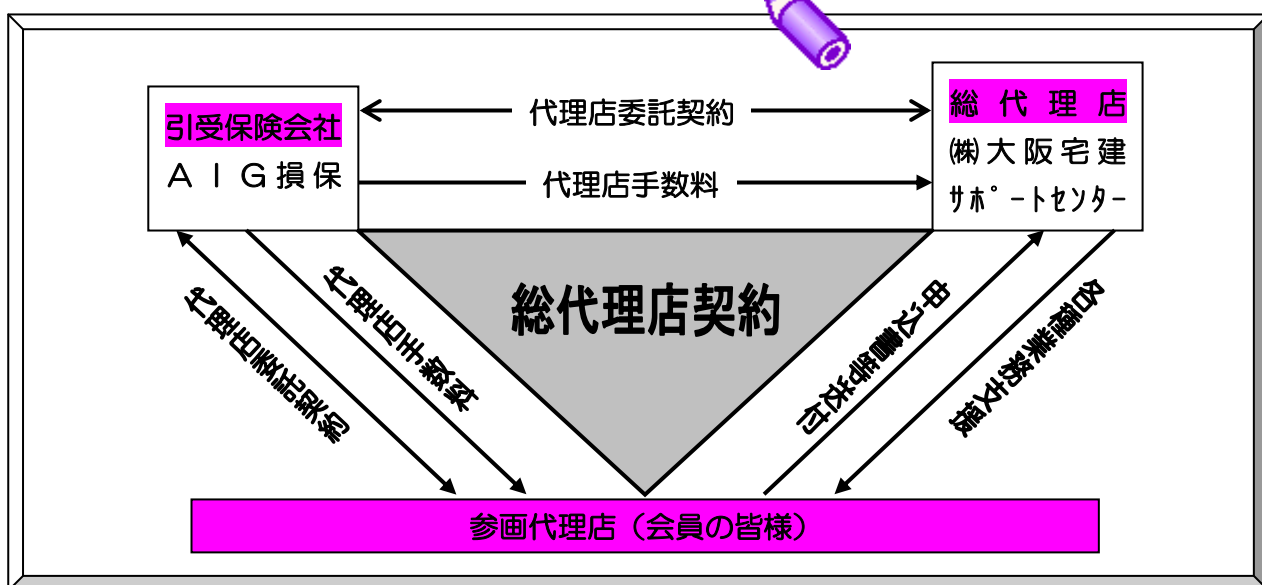 引受保険会社
ＡＩＧ損保
代理店委託契約
代理店手数料
総代理店
㈱大阪宅建
ｻﾎﾟｰﾄｾﾝﾀｰ
総代理店契約
代理店委託契約
代理店手数料
申込書等送付
各種業務支援
参画代理店（会員の皆様）